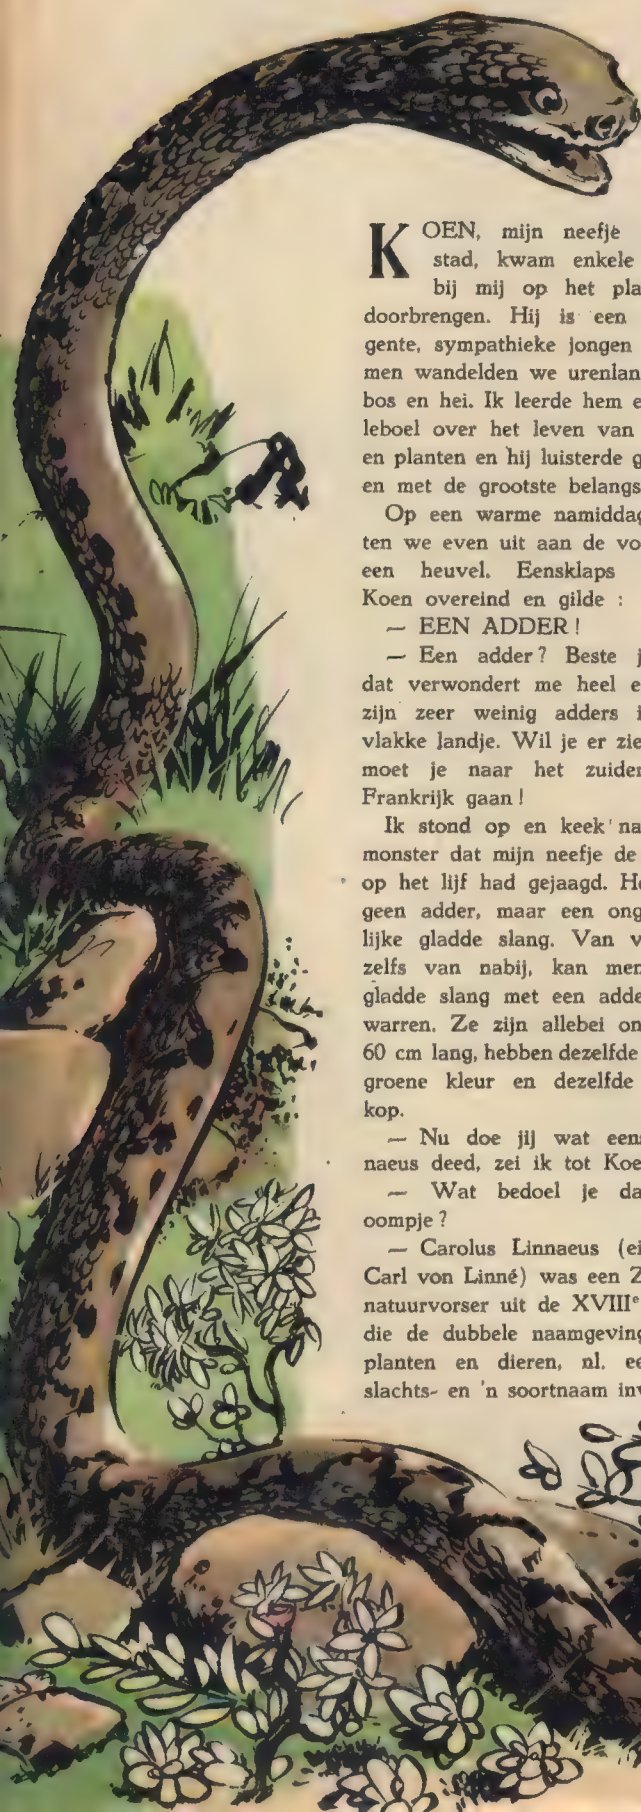 KOEN, mijn neefje
stad, kwam enkele
bij mij op het pla
doorbrengen. Hij is een
gente, sympathieke jongen
men wandelden we urenlan
bos en hei. Ik leerde hem e
leboel over het leven van
en planten en hij luisterde g
en met de grootste belangs
Op een warme namiddag
ten we even uit aan de vo
een heuvel. Eensklaps
Koen overeind en gilde :
— EEN ADDER !
— Een adder ? Beste j
dat verwondert me heel e
zijn zeer weinig adders i
vlakke landje. Wil je er zie
moet je naar het zuiden
Frankrijk gaan !
Ik stond op en keek na
monster dat mijn neefje de
op het lijf had gejaagd. He
geen adder, maar een ong
lijke gladde slang. Van v
zelfs van nabij, kan men
gladde slang met een adde
warren. Ze zijn allebei on
60 cm lang, hebben dezelfde
groene kleur en dezelfde
kop.
— Nu doe jij wat eens
naeus deed, zei ik tot Koe
— Wat bedoel je da
oompje ?
— Carolus Linnaeus (ei
Carl von Linné) was een Z
natuurvorser uit de XVIIIe
die de dubbele naamgeving
planten en dieren, nl. ee
slachts- en 'n soortnaam inv